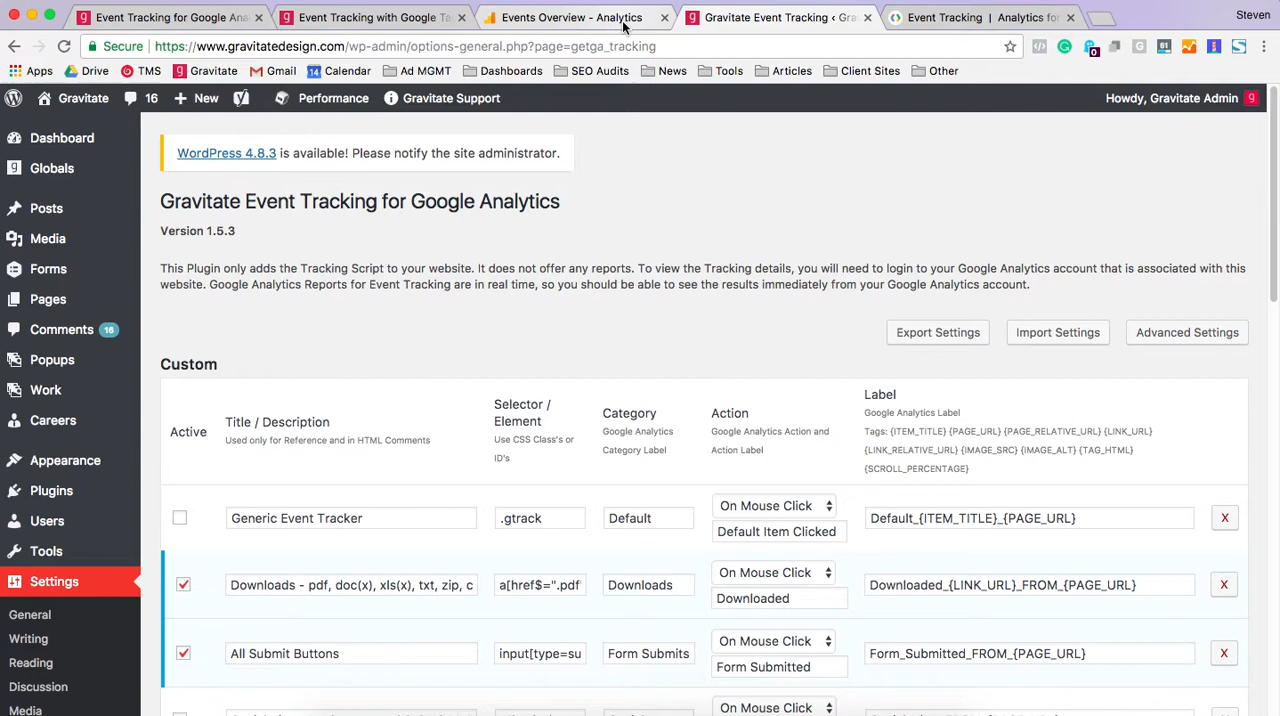 Event Tracking for Google Ana
Event Tracking with Google Ta
Events Overview - Analytics
Gravitate Event Tracking ‹ Gra
Event Tracking | Analytics for
Steven
Secure
https://www.gravitatedesign.com/wp-admin/options-general.php?page=getga_tracking
0
61
Apps
Drive
TMS
Gravitate
Gmail
14
Calendar
Ad MGMT
Dashboards
SEO Audits
News
Tools
Articles
Client Sites
Other
Gravitate
16
New
Performance
Gravitate Support
Howdy, Gravitate Admin
Dashboard
Globals
Posts
Media
Forms
Pages
Comments 16
Popups
Work
Careers
Appearance
Plugins
Users
Tools
Settings
General
Writing
Reading
Discussion
Media
WordPress 4.8.3 is available! Please notify the site administrator.
Gravitate Event Tracking for Google Analytics
Version 1.5.3
This Plugin only adds the Tracking Script to your website. It does not offer any reports. To view the Tracking details, you will need to login to your Google Analytics account that is associated with this
website. Google Analytics Reports for Event Tracking are in real time, so you should be able to see the results immediately from your Google Analytics account.
Export Settings
Import Settings
Advanced Settings
Custom
Active
Title / Description
Used only for Reference and in HTML Comments
Selector /
Element
Use CSS Class's or
ID's
Category
Google Analytics
Category Label
Action
Google Analytics Action and
Action Label
Label
Google Analytics Label
Tags: {ITEM_TITLE} {PAGE_URL} {PAGE_RELATIVE_URL} {LINK_URL}
{LINK_RELATIVE_URL} {IMAGE_SRC} {IMAGE_ALT} {TAG_HTML}
{SCROLL_PERCENTAGE}
Generic Event Tracker
.gtrack
Default
On Mouse Click
Default Item Clicked
Default_{ITEM_TITLE}_{PAGE_URL}
X
Downloads - pdf, doc(x), xls(x), txt, zip, c
a[href$=".pdf"
Downloads
On Mouse Click
Downloaded
Downloaded_{LINK_URL}_FROM_{PAGE_URL}
X
All Submit Buttons
input[type=su
Form Submits
On Mouse Click
Form Submitted
Form_Submitted_FROM_{PAGE_URL}
X
On Mouse Click